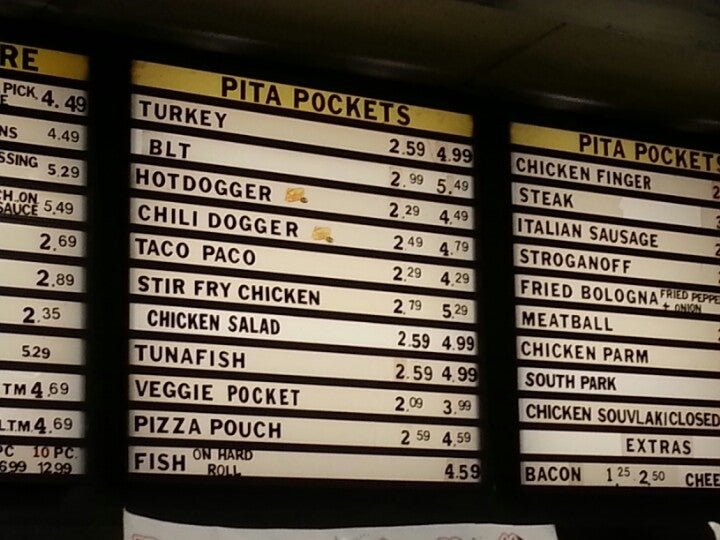 RE
PICK 4.49
E
NS 4.49
SSING 5.29
CH.ON
SAUCE 5.49
2.69
2.89
2.35
5.29
TM 4.69
LT.M 4.69
PC 10 PC.
6.99 12.99
PITA POCKETS
TURKEY 2.59 4.99
BLT 2.99 5.49
HOTDOGGER 2.29 4.49
CHILI DOGGER 2.49 4.79
TACO PACO 2.29 4.29
STIR FRY CHICKEN 2.79 5.29
CHICKEN SALAD 2.59 4.99
TUNAFISH 2.59 4.99
VEGGIE POCKET 2.09 3.99
PIZZA POUCH 2.59 4.59
FISH ON HARD ROLL 4.59
PITA POCKETS
CHICKEN FINGER
STEAK
ITALIAN SAUSAGE
STROGANOFF
FRIED BOLOGNA FRIED PEPPE
+ ONION
MEATBALL
CHICKEN PARM
SOUTH PARK
CHICKEN SOUVLAKI CLOSED
EXTRAS
BACON 1.25 2.50 CHEE